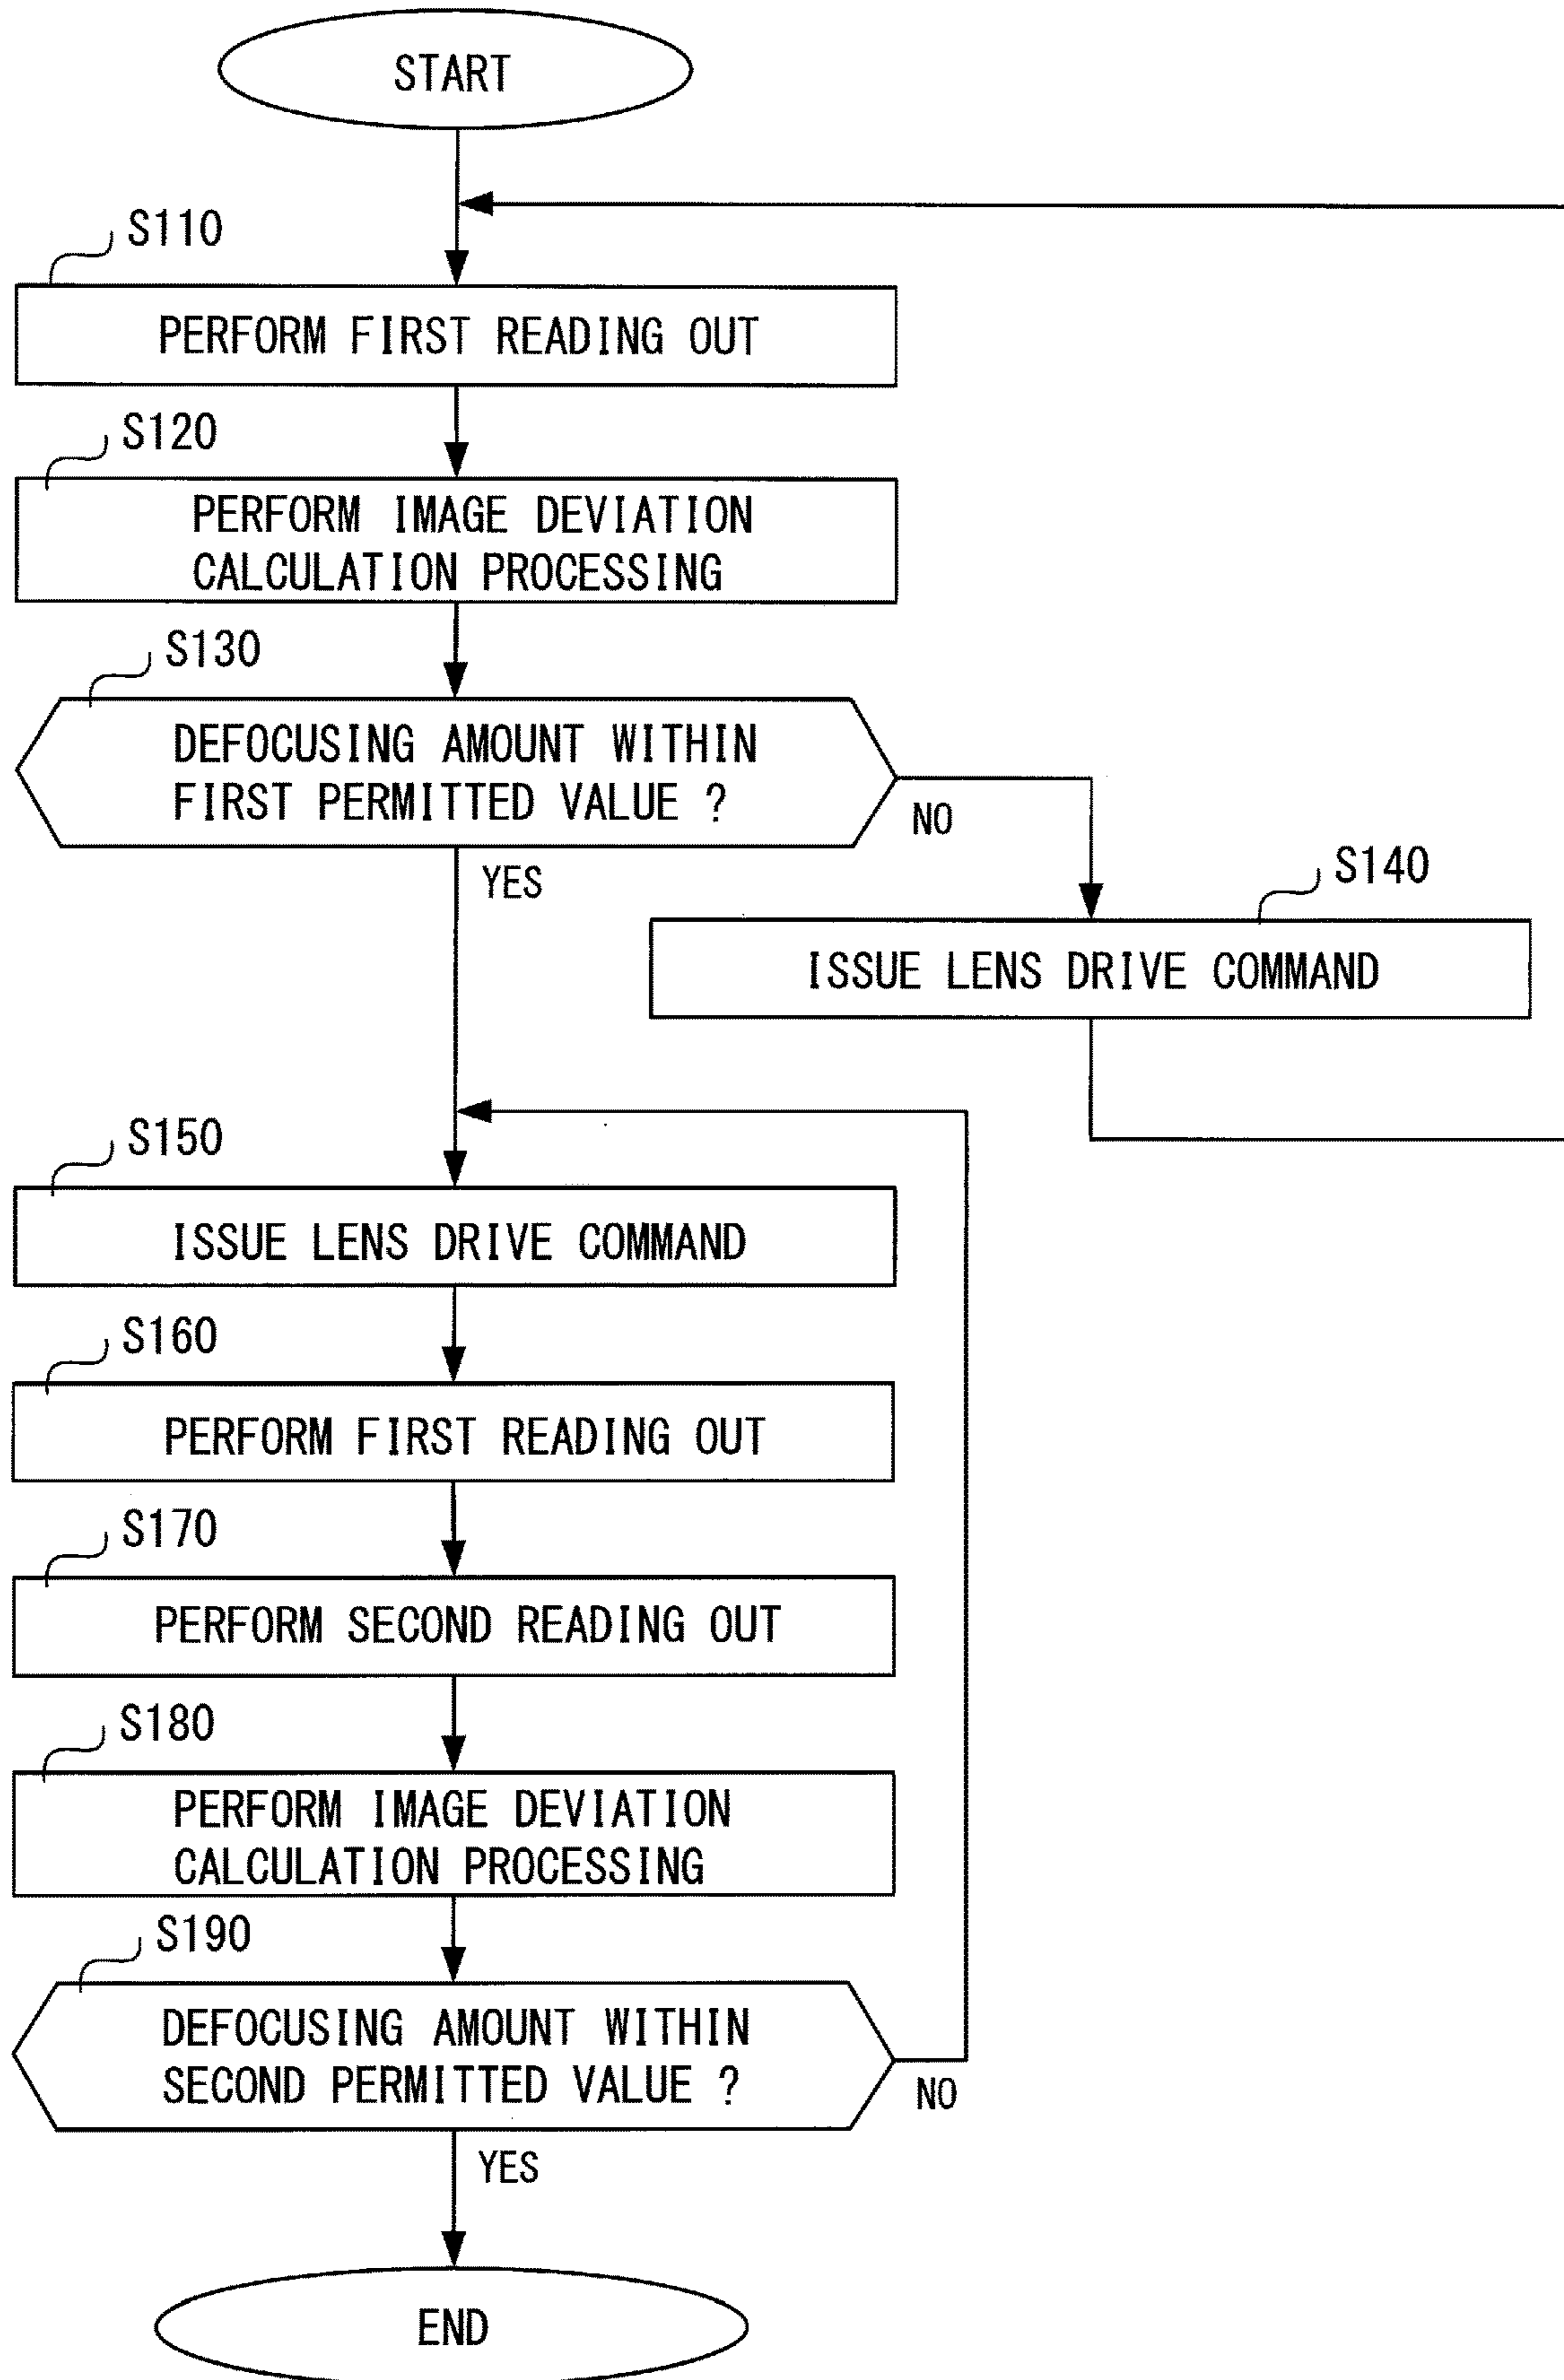 START
S110
PERFORM FIRST READING OUT
S120
PERFORM IMAGE DEVIATION
CALCULATION PROCESSING
S130
DEFOCUSING AMOUNT WITHIN
FIRST PERMITTED VALUE ?
NO
YES
S140
ISSUE LENS DRIVE COMMAND
S150
ISSUE LENS DRIVE COMMAND
S160
PERFORM FIRST READING OUT
S170
PERFORM SECOND READING OUT
S180
PERFORM IMAGE DEVIATION
CALCULATION PROCESSING
S190
DEFOCUSING AMOUNT WITHIN
SECOND PERMITTED VALUE ?
NO
YES
END